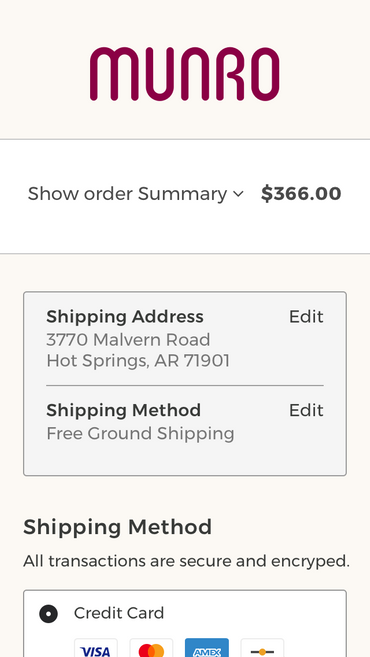 MUNRO
Show order Summary $366.00
Shipping Address Edit
3770 Malvern Road
Hot Springs, AR 71901
Shipping Method Edit
Free Ground Shipping
Shipping Method
All transactions are secure and encryped.
Credit Card
VISA AMEX